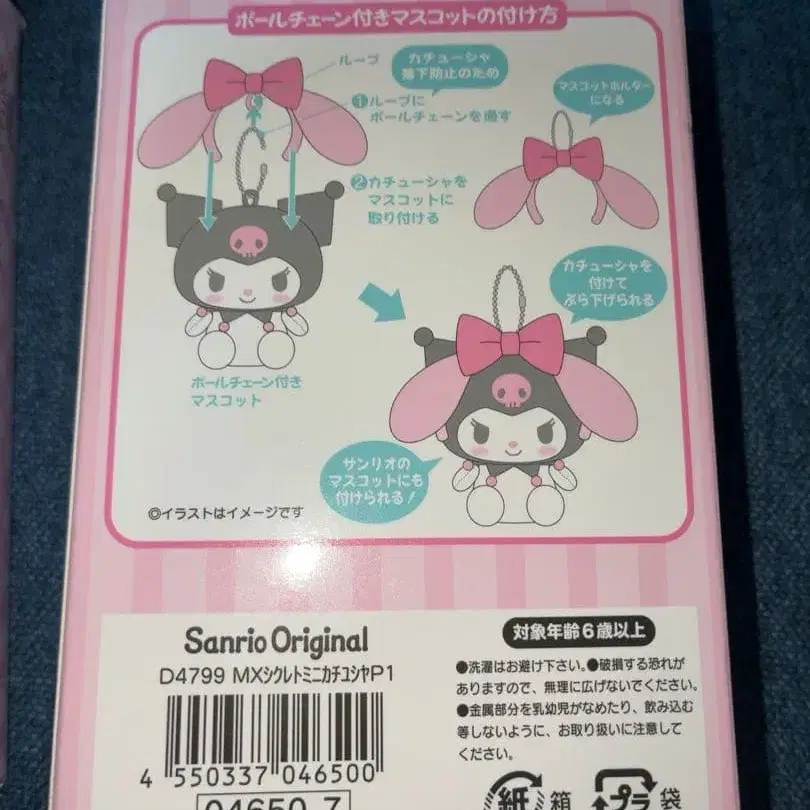 ボールチェーン付きマスコットの付け方
ループ
カチューシャ
落下防止のため
①ループに
ボールチェーンを通す
マスコットホルダー
になる
②カチューシャを
マスコットに
取り付ける
カチューシャを
付けて
ぶら下げられる
ボールチェーン付き
マスコット
サンリオの
マスコットにも
付けられる!
◎イラストはイメージです
Sanrio Original
D4799 MXシクレトミニカチユシヤP1
4 550337 046500
04650-7
対象年齢6歳以上
●洗濯はお避け下さい。●破損する恐れが
ありますので、無理に広げないでください。
●金属部分を乳幼児がなめたり、飲み込む
等しないように、お取り扱いに注意して
ください。
紙 箱
プラ 袋